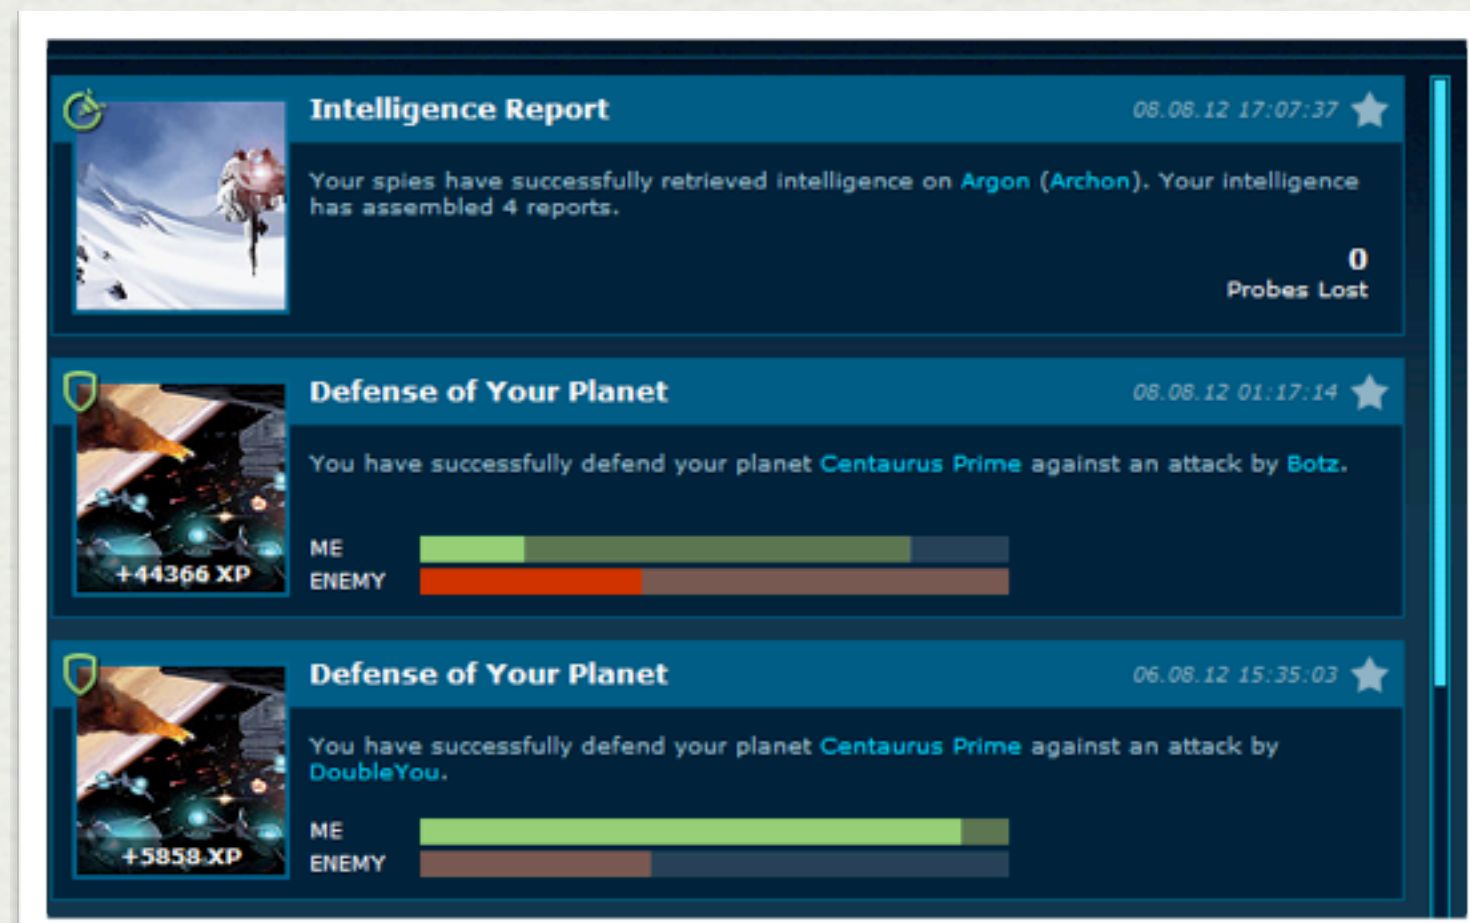 Intelligence Report
08.08.12 17:07:37
Your spies have successfully retrieved intelligence on Argon (Archon). Your intelligence
has assembled 4 reports.
0
Probes Lost
Defense of Your Planet
08.08.12 01:17:14
You have successfully defend your planet Centaurus Prime against an attack by Botz.
ME
+44366 XP
ENEMY
Defense of Your Planet
06.08.12 15:35:03
You have successfully defend your planet Centaurus Prime against an attack by
DoubleYou.
ME
+5858 XP
ENEMY